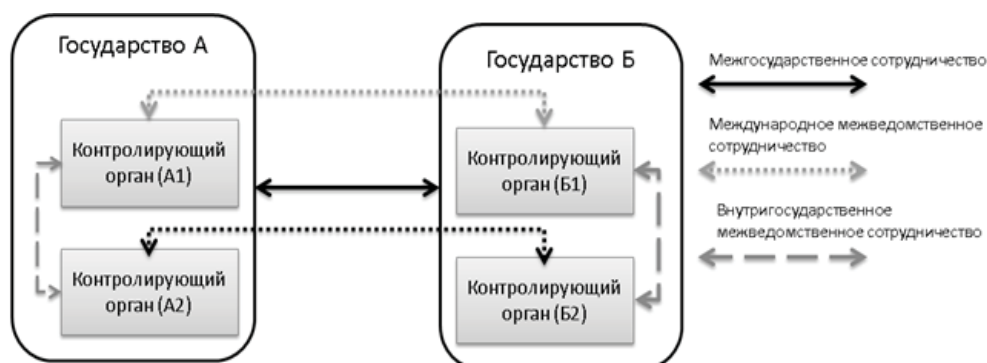 Государство А
Контролирующий
орган (А1)
Контролирующий
орган (А2)
Государство Б
Контролирующий
орган (Б1)
Контролирующий
орган (Б2)
Межгосударственное сотрудничество
Международное межведомственное
сотрудничество
Внутригосударственное
межведомственное сотрудничество